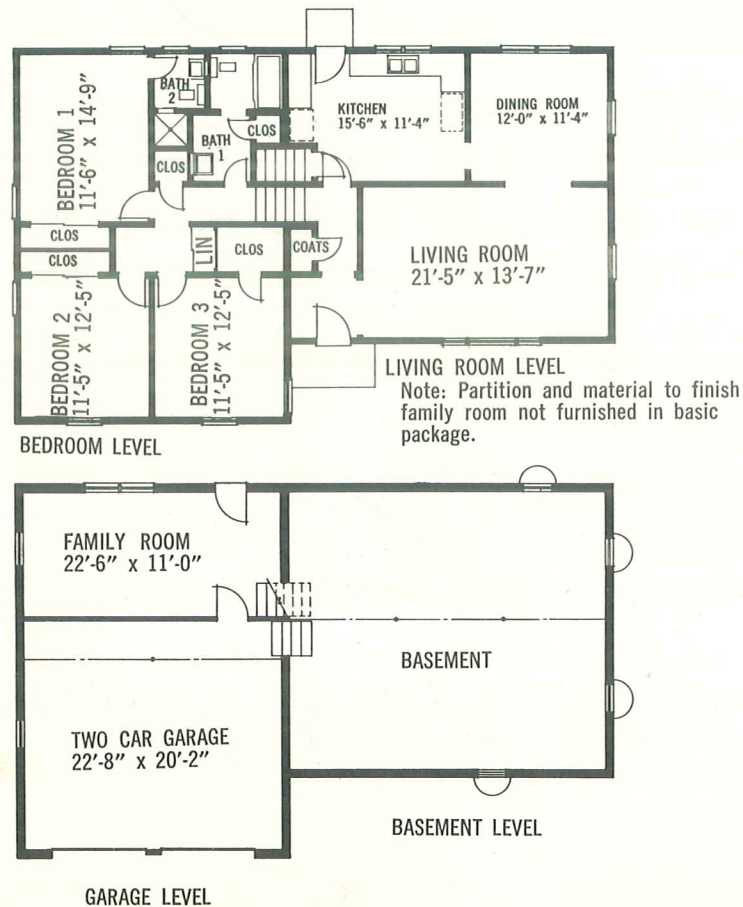 BEDROOM 1
11′-6″ x 14′-9″
BATH
2
BATH
1
CLOS
CLOS
KITCHEN
15′-6″ x 11′-4″
DINING ROOM
12′-0″ x 11′-4″
CLOS
CLOS
LIN
CLOS
COATS
LIVING ROOM
21′-5″ x 13′-7″
BEDROOM 2
11′-5″ x 12′-5″
BEDROOM 3
11′-5″ x 12′-5″
LIVING ROOM LEVEL
Note: Partition and material to finish
family room not furnished in basic
package.
BEDROOM LEVEL
FAMILY ROOM
22′-6″ x 11′-0″
BASEMENT
TWO CAR GARAGE
22′-8″ x 20′-2″
BASEMENT LEVEL
GARAGE LEVEL